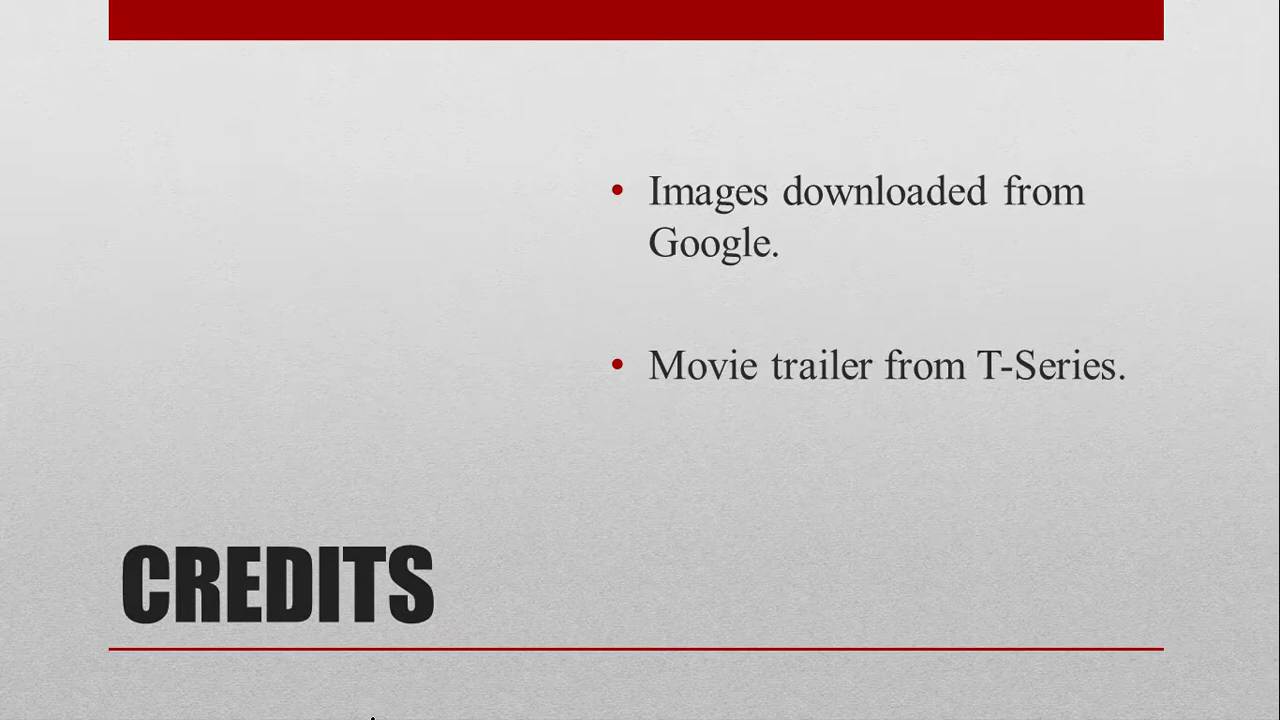 • Images downloaded from
Google.
• Movie trailer from T-Series.
CREDITS